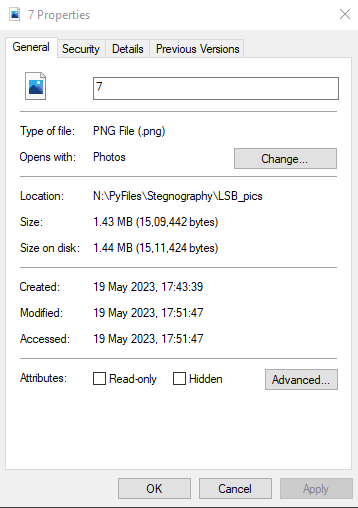 7 Properties
General Security Details Previous Versions
7
Type of file: PNG File (.png)
Opens with: Photos Change...
Location: N:\PyFiles\Stegnography\LSB_pics
Size: 1.43 MB (15,09,442 bytes)
Size on disk: 1.44 MB (15,11,424 bytes)
Created: 19 May 2023, 17:43:39
Modified: 19 May 2023, 17:51:47
Accessed: 19 May 2023, 17:51:47
Attributes: Read-only Hidden Advanced...
OK Cancel Apply